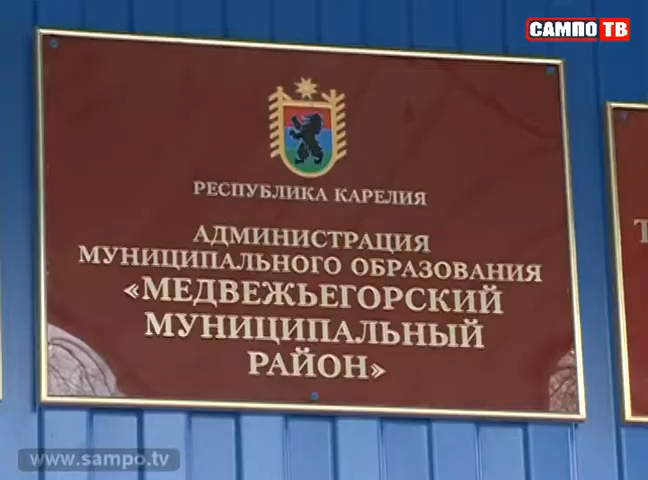 САМПО ТВ
РЕСПУБЛИКА КАРЕЛИЯ
АДМИНИСТРАЦИЯ
МУНИЦИПАЛЬНОГО ОБРАЗОВАНИЯ
«МЕДВЕЖЬЕГОРСКИЙ
МУНИЦИПАЛЬНЫЙ
РАЙОН»
Т
www.sampo.tv